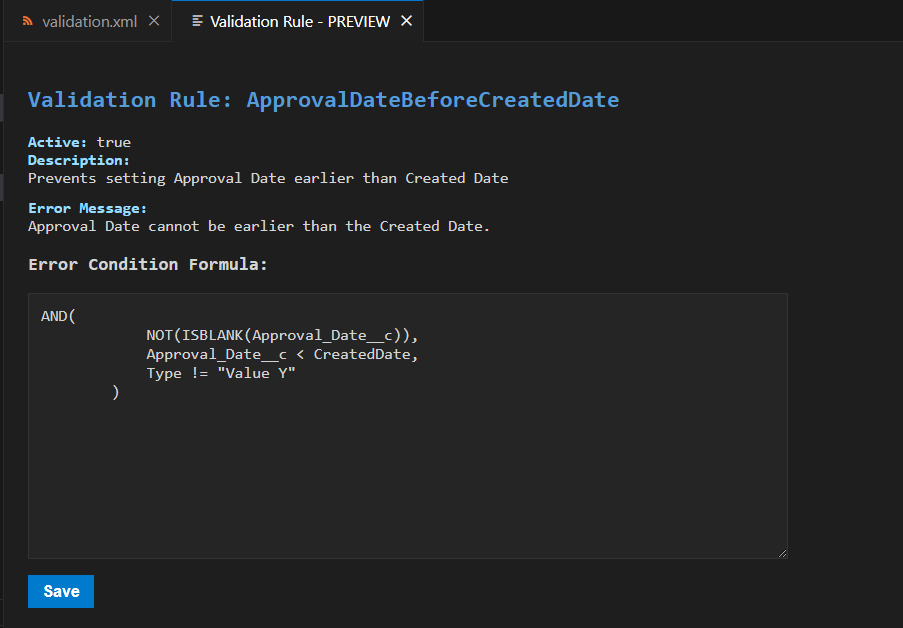 validation.xml
Validation Rule - PREVIEW
Validation Rule: ApprovalDateBeforeCreatedDate
Active: true
Description:
Prevents setting Approval Date earlier than Created Date
Error Message:
Approval Date cannot be earlier than the Created Date.
Error Condition Formula:
AND(
NOT(ISBLANK(Approval_Date__c)),
Approval_Date__c < CreatedDate,
Type != "Value Y"
)
Save